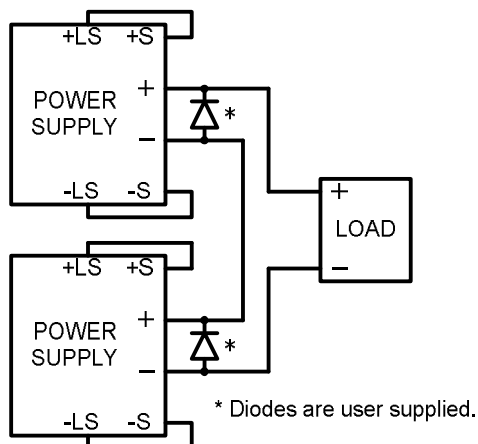 +LS +S
+
POWER
SUPPLY
*
−
-LS -S
+
LOAD
−
+LS +S
+
POWER
SUPPLY
*
−
-LS -S
* Diodes are user supplied.